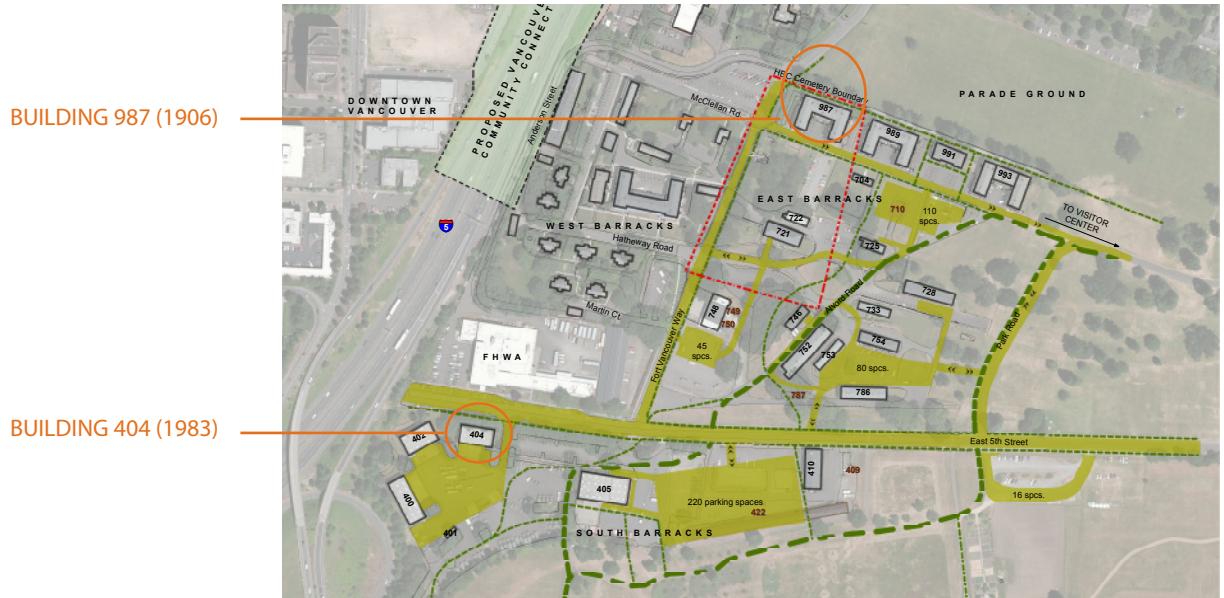 BUILDING 987 (1906)
BUILDING 404 (1983)
DOWNTOWN
VANCOUVER
PROPOSED VANCOUVER
COMMUNITY CONNECT
Anderson Street
5
HBC Cemetery Boundary
McClellan Rd.
PARADE GROUND
987
989
991
993
704
EAST BARRACKS
710
110
spcs.
TO VISITOR
CENTER
722
721
725
WEST BARRACKS
Hatheway Road
Martin Ct.
748
749
750
45
spcs.
Fort Vancouver Way
746
Alvord Road
728
733
754
752
753
80 spcs.
786
787
Park Road
FHWA
402
404
400
401
East 5th Street
405
410
409
220 parking spaces
422
16 spcs.
SOUTH BARRACKS